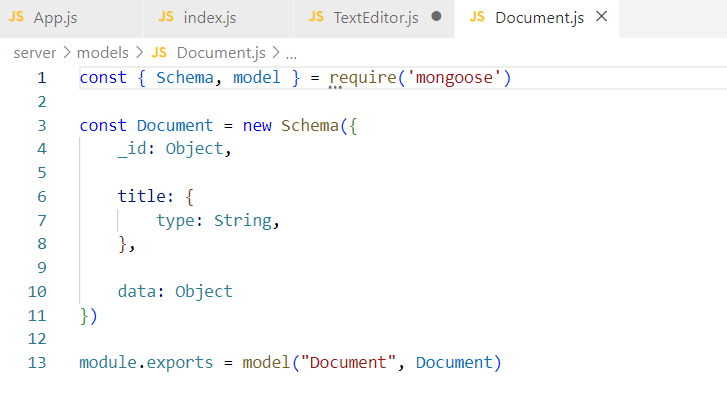 JS App.js JS index.js JS TextEditor.js JS Document.js
server > models > JS Document.js > ...
1 const { Schema, model } = require('mongoose')
2
3 const Document = new Schema({
4 _id: Object,
5
6 title: {
7 type: String,
8 },
9
10 data: Object
11 })
12
13 module.exports = model("Document", Document)